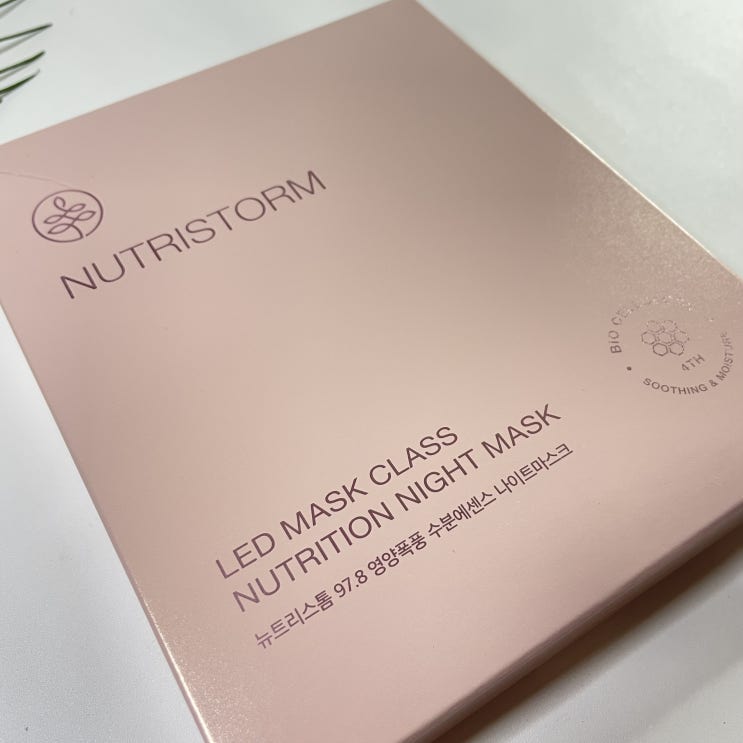 NUTRISTORM
BIO
4TH
SOOTHING & MOISTURE
LED MASK CLASS
NUTRITION NIGHT MASK
뉴트리스톰 97.8 영양폭풍 수분에센스 나이트마스크